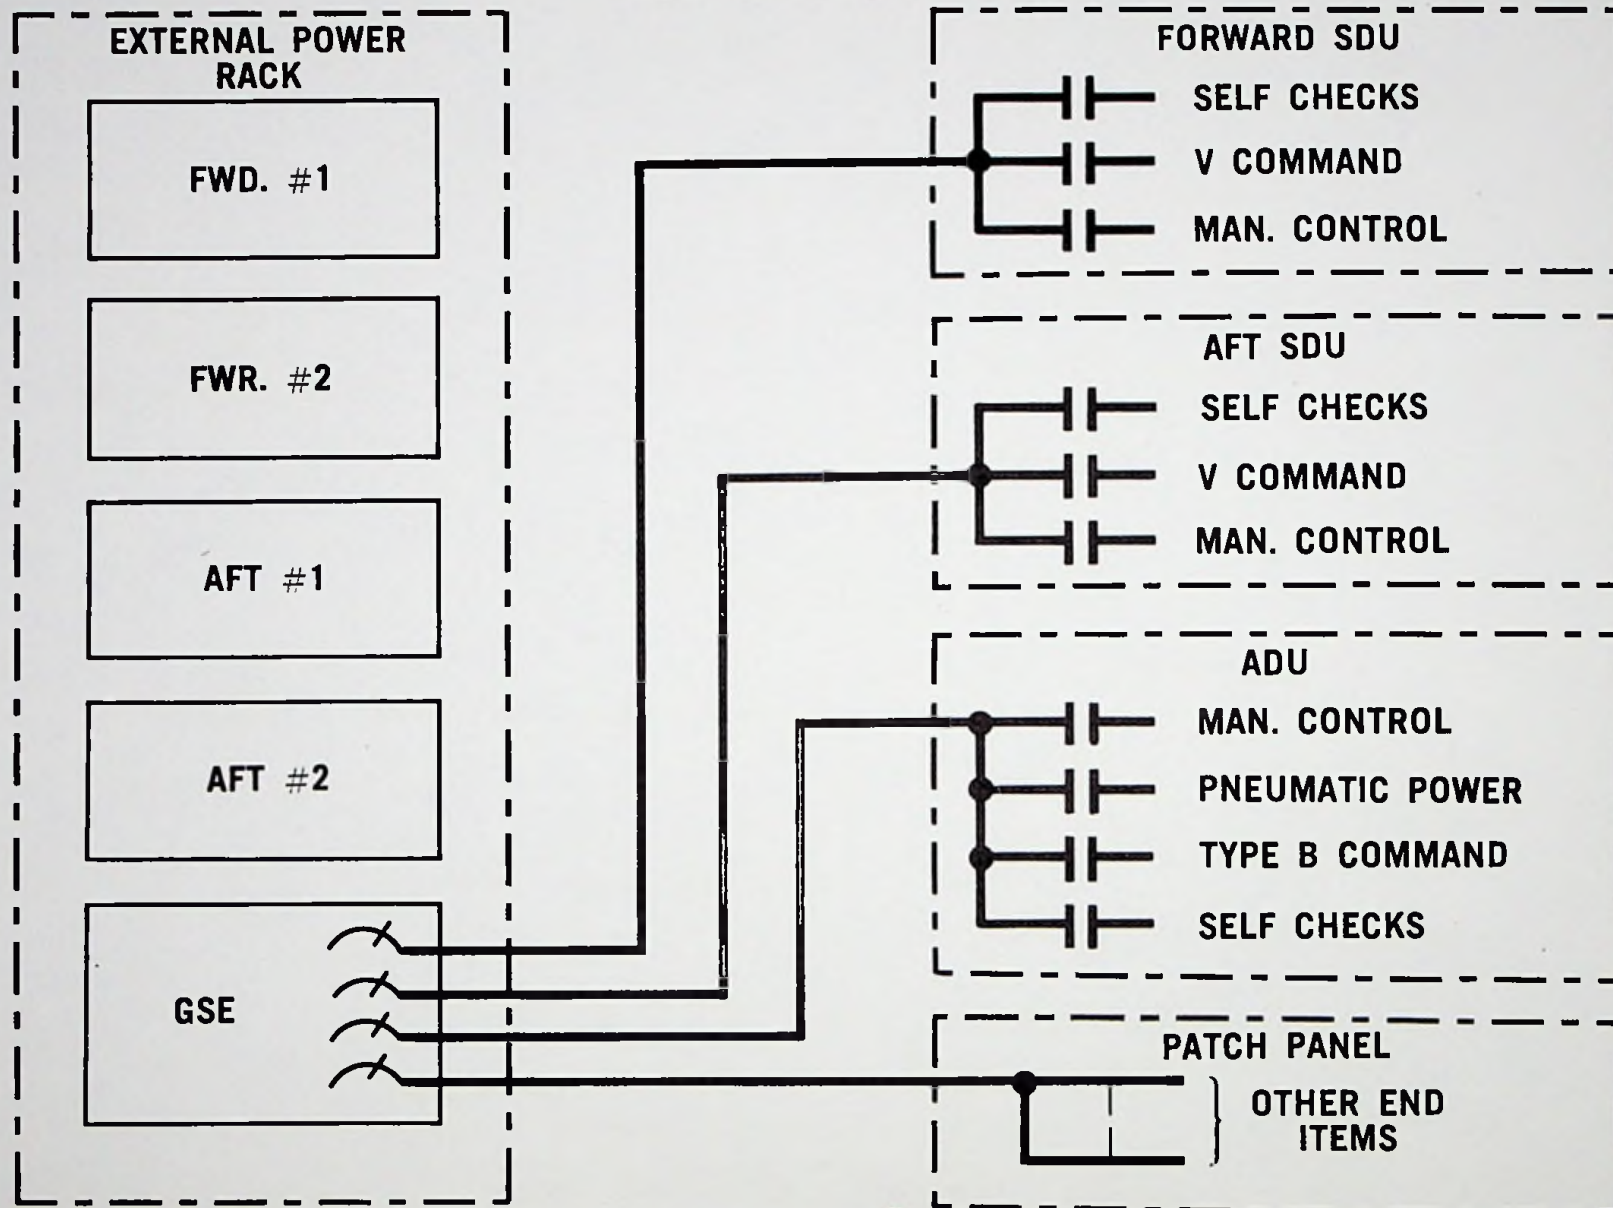 EXTERNAL POWER
RACK
FWD. #1
FWR. #2
AFT #1
AFT #2
GSE
FORWARD SDU
SELF CHECKS
V COMMAND
MAN. CONTROL
AFT SDU
SELF CHECKS
V COMMAND
MAN. CONTROL
ADU
MAN. CONTROL
PNEUMATIC POWER
TYPE B COMMAND
SELF CHECKS
PATCH PANEL
OTHER END
ITEMS